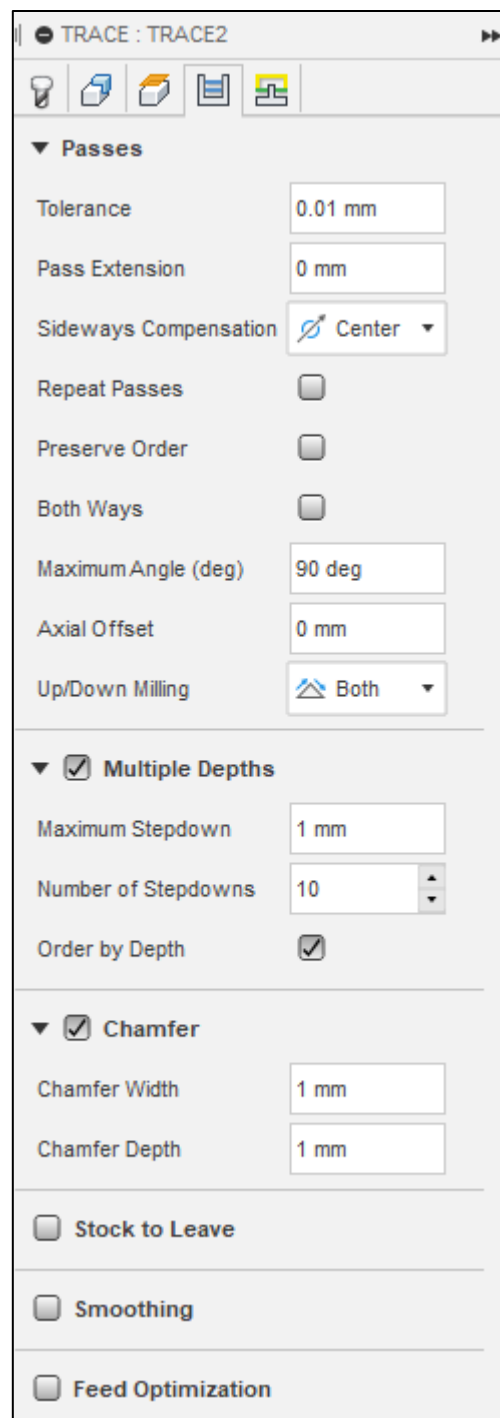 TRACE : TRACE2
Passes
Tolerance 0.01 mm
Pass Extension 0 mm
Sideways Compensation Center
Repeat Passes
Preserve Order
Both Ways
Maximum Angle (deg) 90 deg
Axial Offset 0 mm
Up/Down Milling Both
Multiple Depths
Maximum Stepdown 1 mm
Number of Stepdowns 10
Order by Depth
Chamfer
Chamfer Width 1 mm
Chamfer Depth 1 mm
Stock to Leave
Smoothing
Feed Optimization